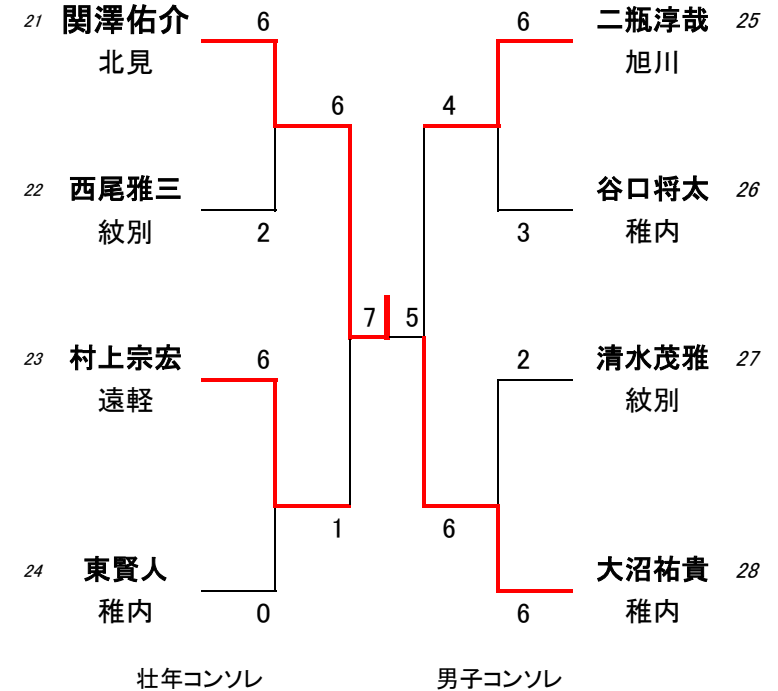 21 関澤佑介 6 6 二瓶淳哉 25
北見 旭川
6 4
22 西尾雅三 谷口将太 26
紋別 2 3 稚内
7 5
23 村上宗宏 6 2 清水茂雅 27
遠軽 紋別
1 6
24 東賢人 大沼祐貴 28
稚内 0 6 稚内
壮年コンソレ 男子コンソレ